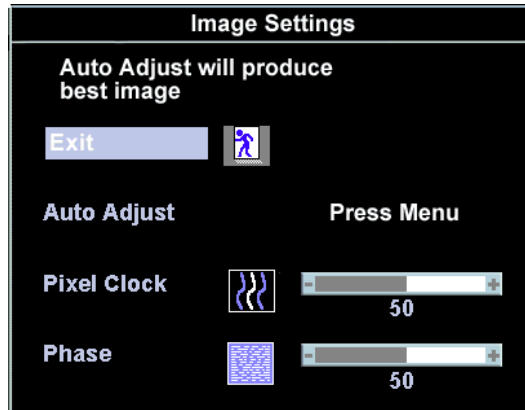 Image Settings
Auto Adjust will produce
best image
Exit
Auto Adjust Press Menu
Pixel Clock - +
50
Phase - +
50